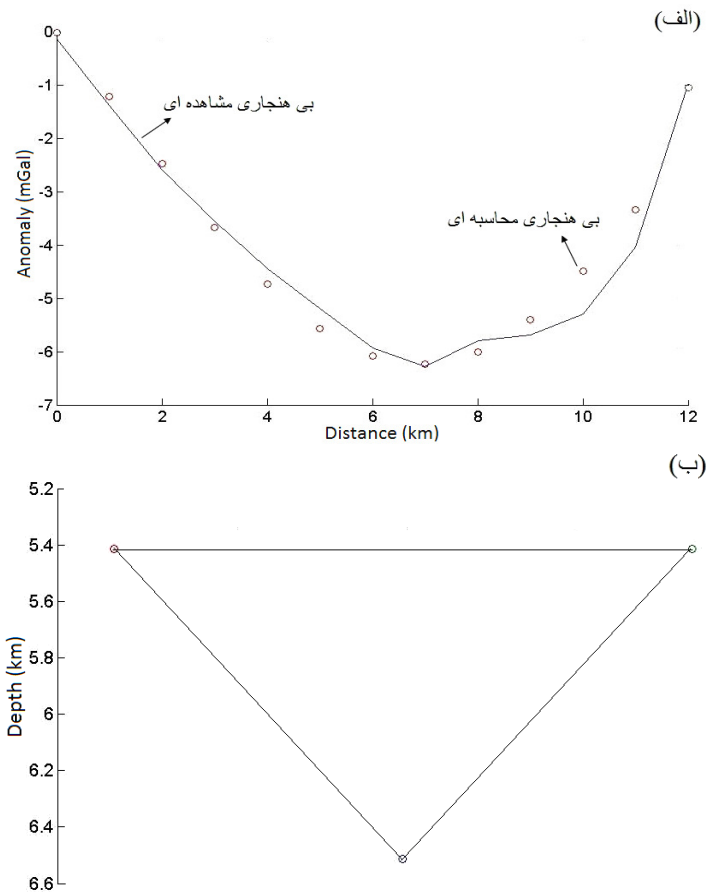 (الف)
0
-1
-2
-3
-4
-5
-6
-7
Anomaly (mGal)
بی هنجاری مشاهده ای
بی هنجاری محاسبه ای
0 2 4 6 8 10 12
Distance (km)
(ب)
5.2
5.4
5.6
5.8
6
6.2
6.4
6.6
Depth (km)